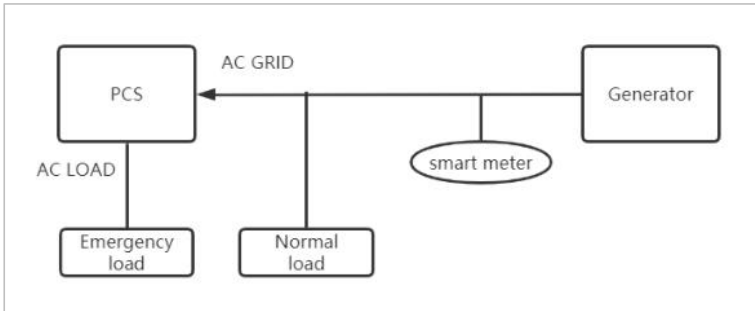 AC GRID
PCS
Generator
smart meter
AC LOAD
Emergency
load
Normal
load